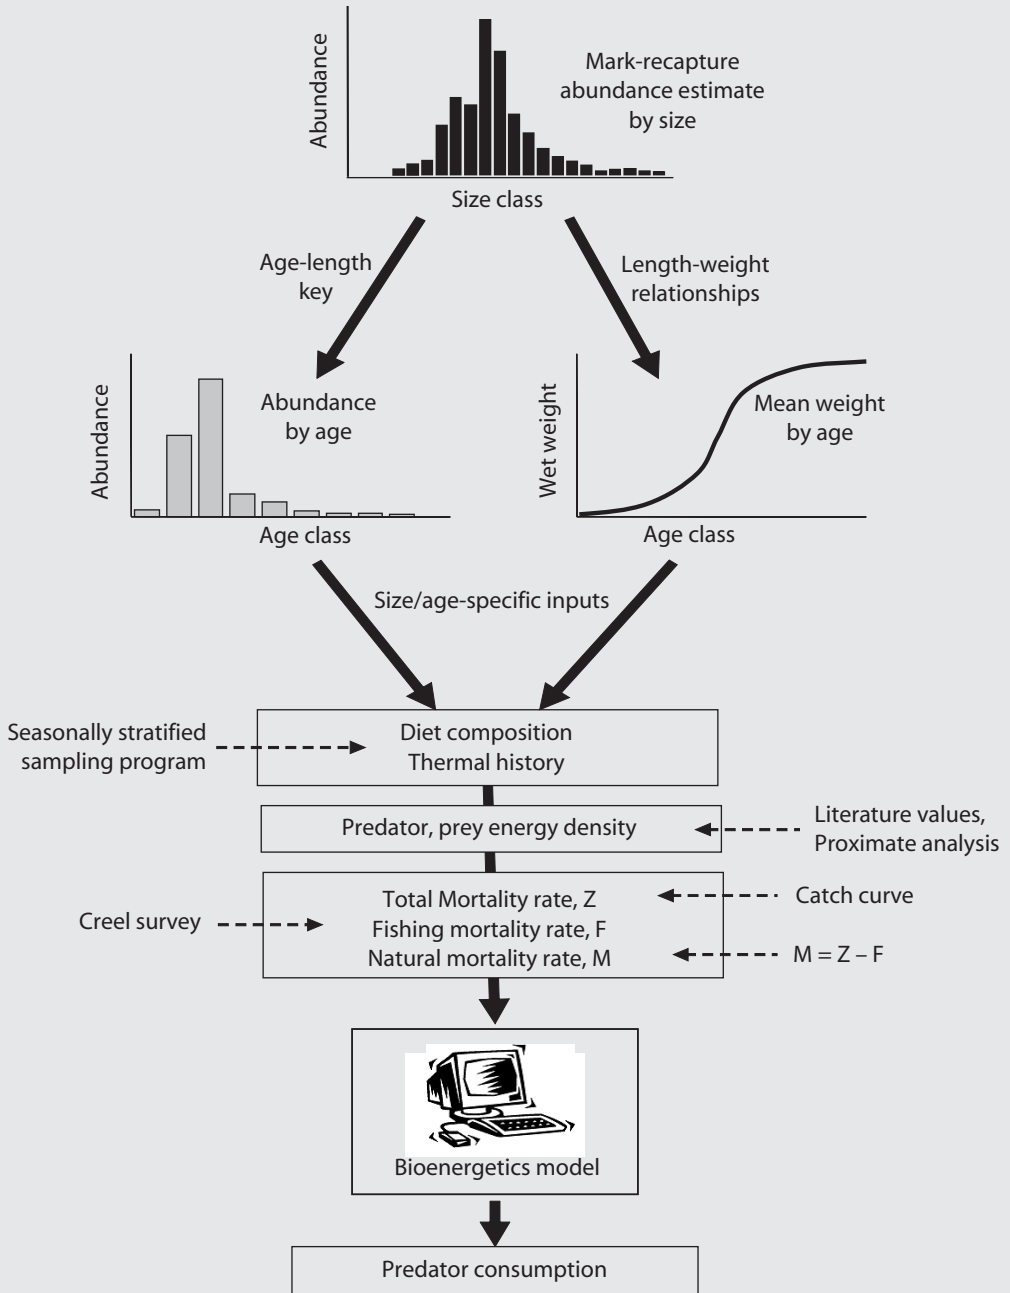 Abundance
Mark-recapture
abundance estimate
by size
Size class
Age-length
key
Length-weight
relationships
Abundance
Abundance
by age
Age class
Wet weight
Mean weight
by age
Age class
Size/age-specific inputs
Seasonally stratified
sampling program
Diet composition
Thermal history
Predator, prey energy density
Literature values,
Proximate analysis
Total Mortality rate, Z
Fishing mortality rate, F
Natural mortality rate, M
Creel survey
Catch curve
M = Z – F
Bioenergetics model
Predator consumption